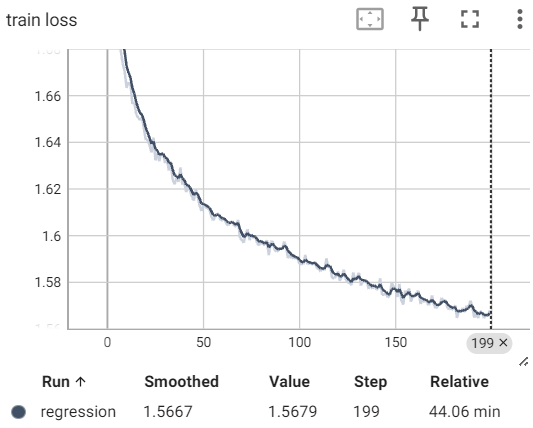 train loss
1.66
1.64
1.62
1.6
1.58
0 50 100 150 199 ×
Run ↑ Smoothed Value Step Relative
regression 1.5667 1.5679 199 44.06 min